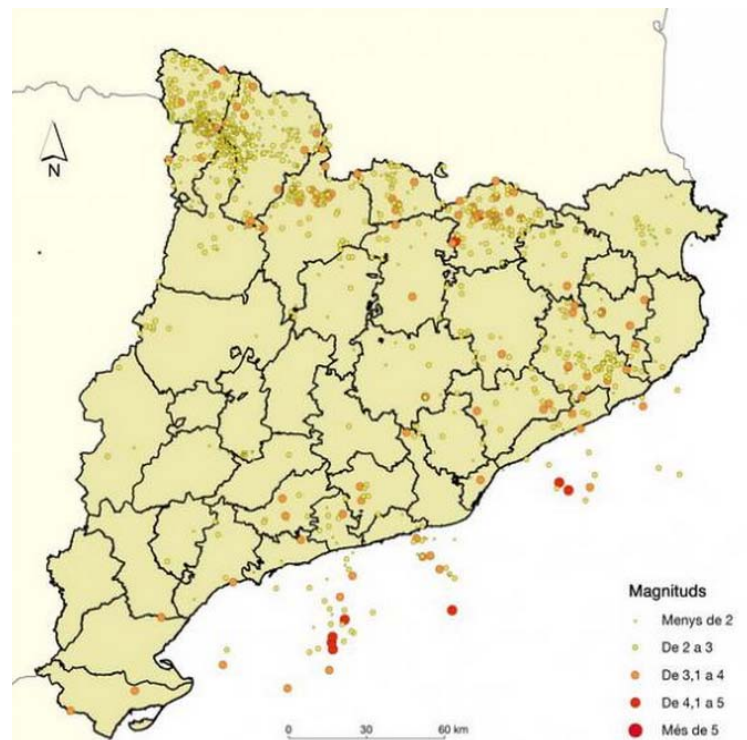 N
Magnituds
Menys de 2
De 2 a 3
De 3,1 a 4
De 4,1 a 5
Més de 5
0 30 60 km